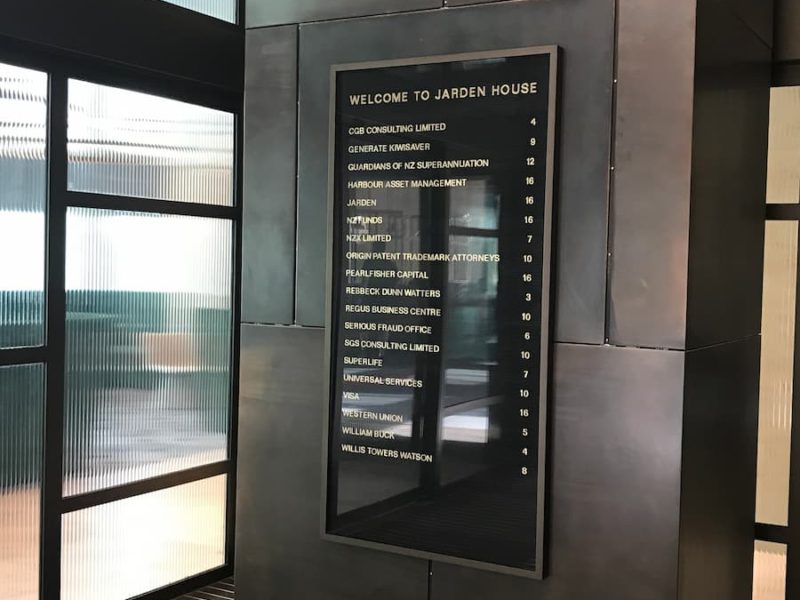 WELCOME TO JARDEN HOUSE
CGB CONSULTING LIMITED 4
GENERATE KIWISAVER 9
GUARDIANS OF NZ SUPERANNUATION 12
HARBOUR ASSET MANAGEMENT 16
JARDEN 16
NZ FUNDS 16
NZX LIMITED 7
ORIGIN PATENT TRADEMARK ATTORNEYS 10
PEARLFISHER CAPITAL 16
REBBECK DUNN WATTERS 3
REGUS BUSINESS CENTRE 10
SERIOUS FRAUD OFFICE 6
SGS CONSULTING LIMITED 10
SUPERLIFE 7
UNIVERSAL SERVICES 10
VISA 16
WESTERN UNION 5
WILLIAM BUCK 4
WILLIS TOWERS WATSON 8